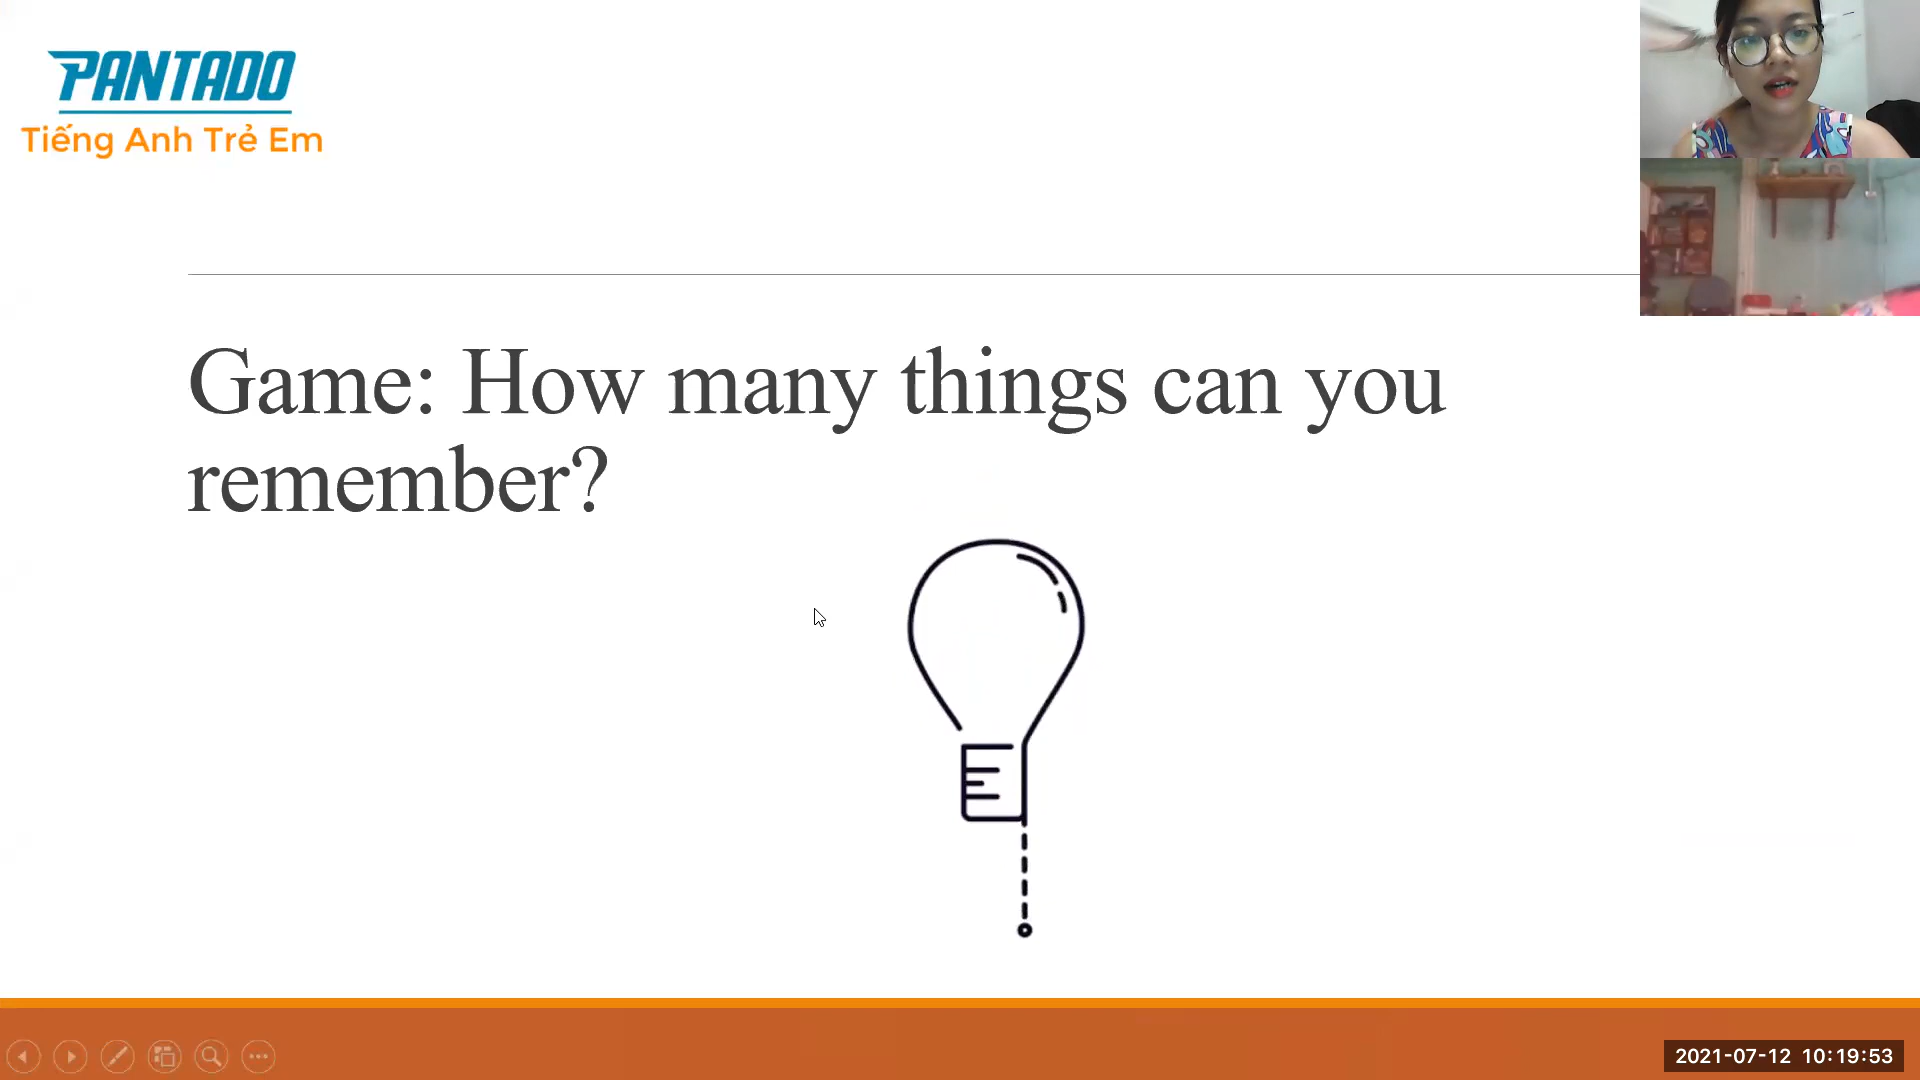 PANTADO
Tiếng Anh Trẻ Em
Game: How many things can you
remember?
2021-07-12 10:19:53